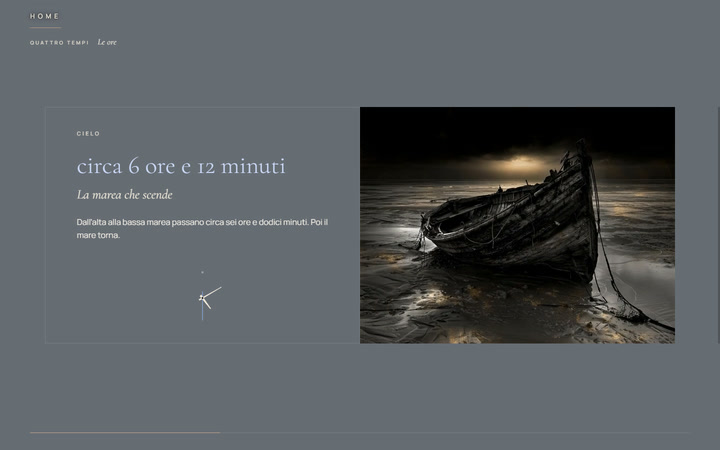 HOME
QUATTRO TEMPI Le ore
CIELO
circa 6 ore e 12 minuti
La marea che scende
Dall'alta alla bassa marea passano circa sei ore e dodici minuti. Poi il
mare torna.